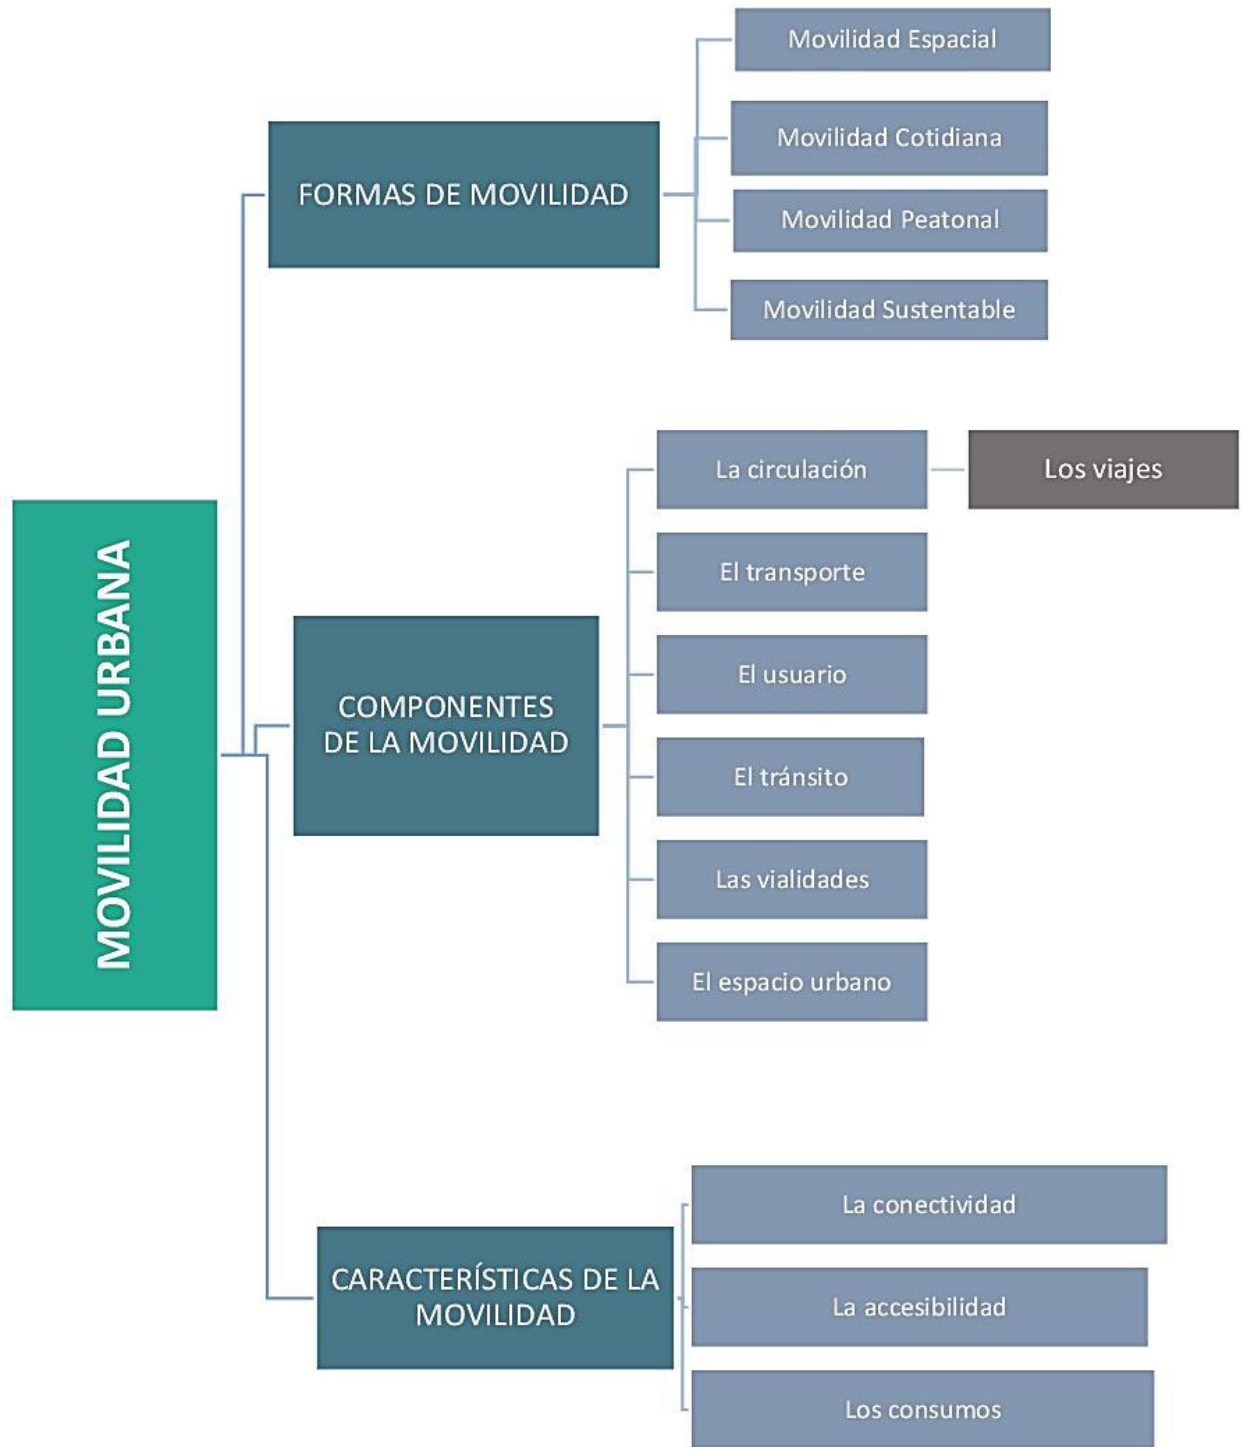 MOVILIDAD URBANA
FORMAS DE MOVILIDAD
Movilidad Espacial
Movilidad Cotidiana
Movilidad Peatonal
Movilidad Sustentable
COMPONENTES
DE LA MOVILIDAD
La circulación
Los viajes
El transporte
El usuario
El tránsito
Las vialidades
El espacio urbano
CARACTERÍSTICAS DE LA
MOVILIDAD
La conectividad
La accesibilidad
Los consumos